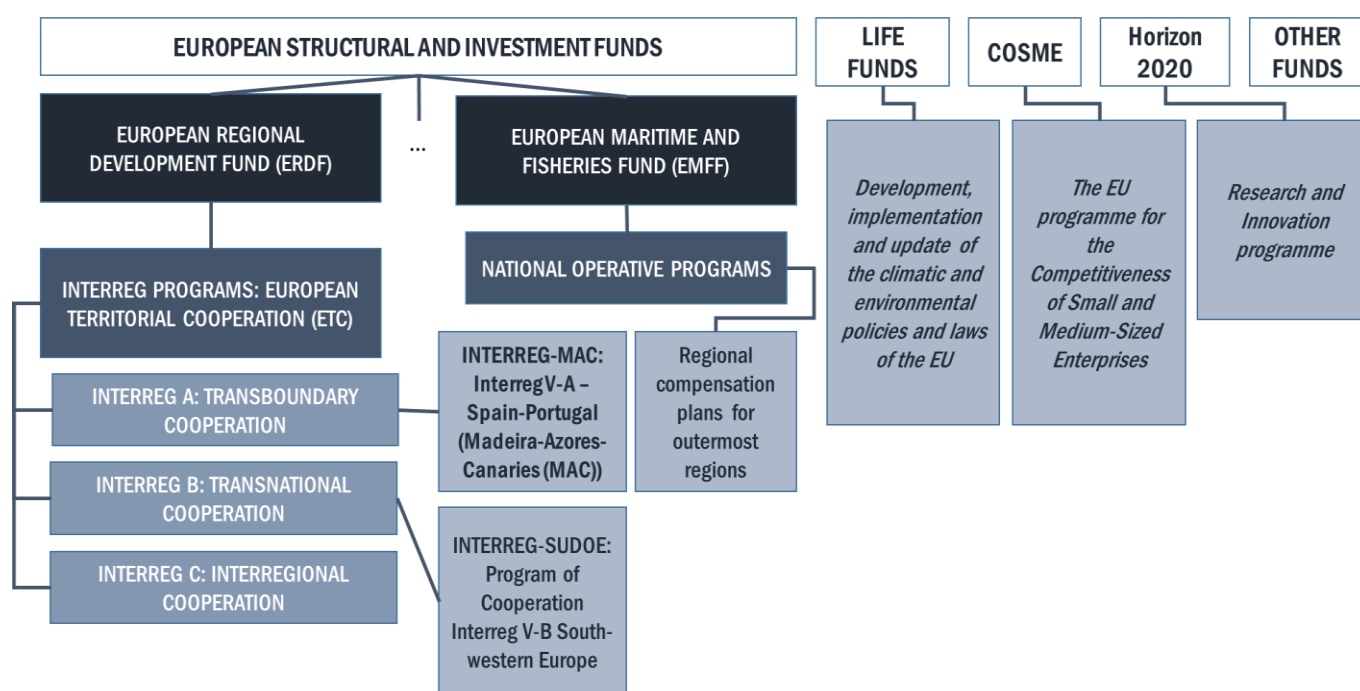 EUROPEAN STRUCTURAL AND INVESTMENT FUNDS
LIFE
FUNDS
COSME
Horizon
2020
OTHER
FUNDS
EUROPEAN REGIONAL
DEVELOPMENT FUND (ERDF)
...
EUROPEAN MARITIME AND
FISHERIES FUND (EMFF)
Development,
implementation
and update of
the climatic and
environmental
policies and laws
of the EU
The EU
programme for
the
Competitiveness
of Small and
Medium-Sized
Enterprises
Research and
Innovation
programme
INTERREG PROGRAMS: EUROPEAN
TERRITORIAL COOPERATION (ETC)
NATIONAL OPERATIVE PROGRAMS
INTERREG A: TRANSBOUNDARY
COOPERATION
INTERREG-MAC:
Interreg V-A –
Spain-Portugal
(Madeira-Azores-
Canaries (MAC))
Regional
compensation
plans for
outermost
regions
INTERREG B: TRANSNATIONAL
COOPERATION
INTERREG C: INTERREGIONAL
COOPERATION
INTERREG-SUDOE:
Program of
Cooperation
Interreg V-B South-
western Europe